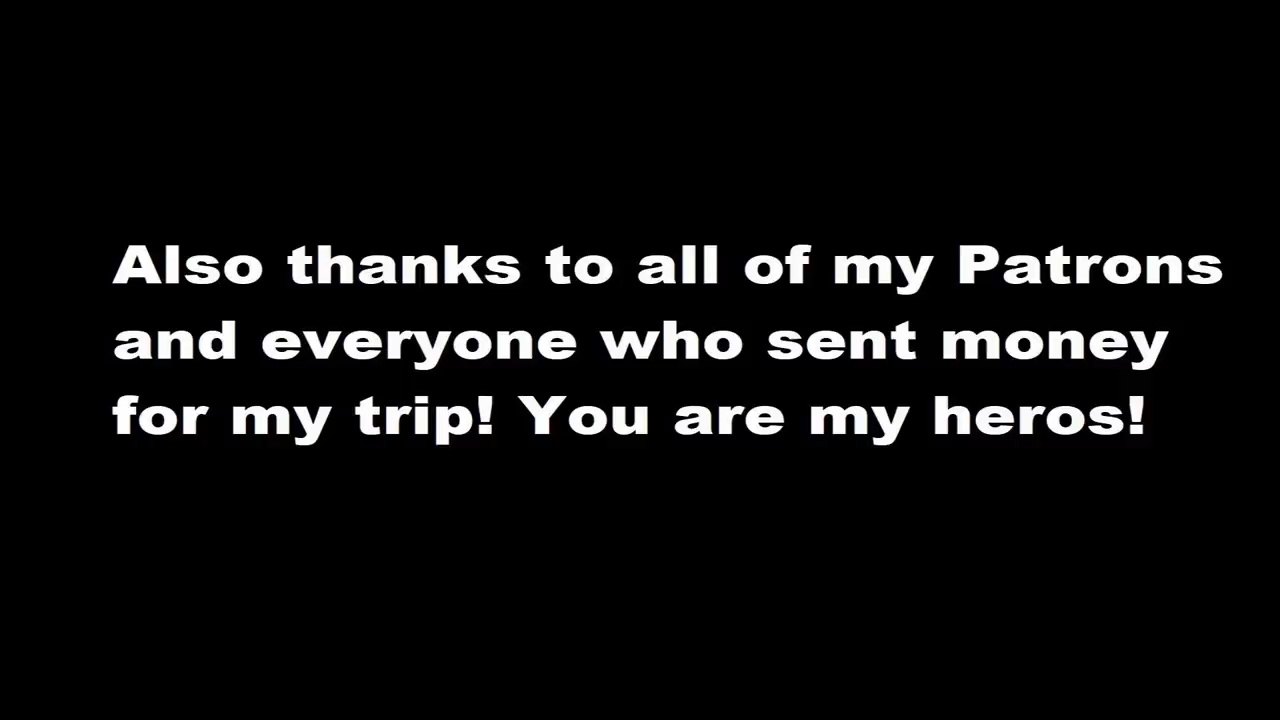 Also thanks to all of my Patrons
and everyone who sent money
for my trip! You are my heros!